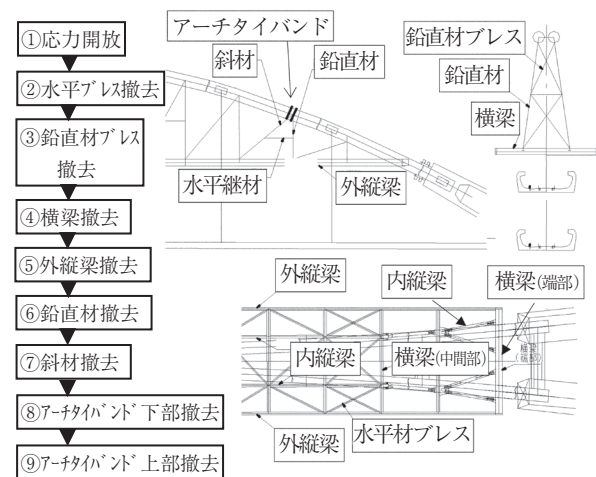 ①応力開放
②水平ブレス撤去
③鉛直材ブレス
撤去
④横梁撤去
⑤外縦梁撤去
⑥鉛直材撤去
⑦斜材撤去
⑧アーチタイバンド下部撤去
⑨アーチタイバンド上部撤去
アーチタイバンド
斜材
鉛直材
水平継材
外縦梁
鉛直材ブレス
鉛直材
横梁
外縦梁
内縦梁
横梁(端部)
内縦梁
横梁(中間部)
外縦梁
水平材ブレス